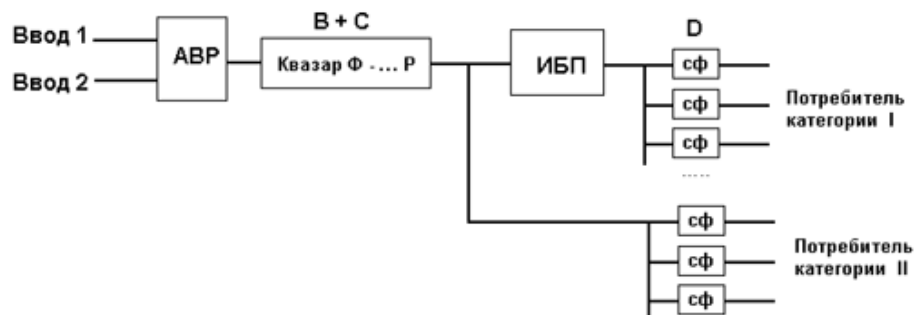 B + C
D
Ввод 1
Ввод 2
АВР
Квазар Ф - .... Р
ИБП
сф
сф
сф
.....
Потребитель
категории I
сф
сф
сф
Потребитель
категории II